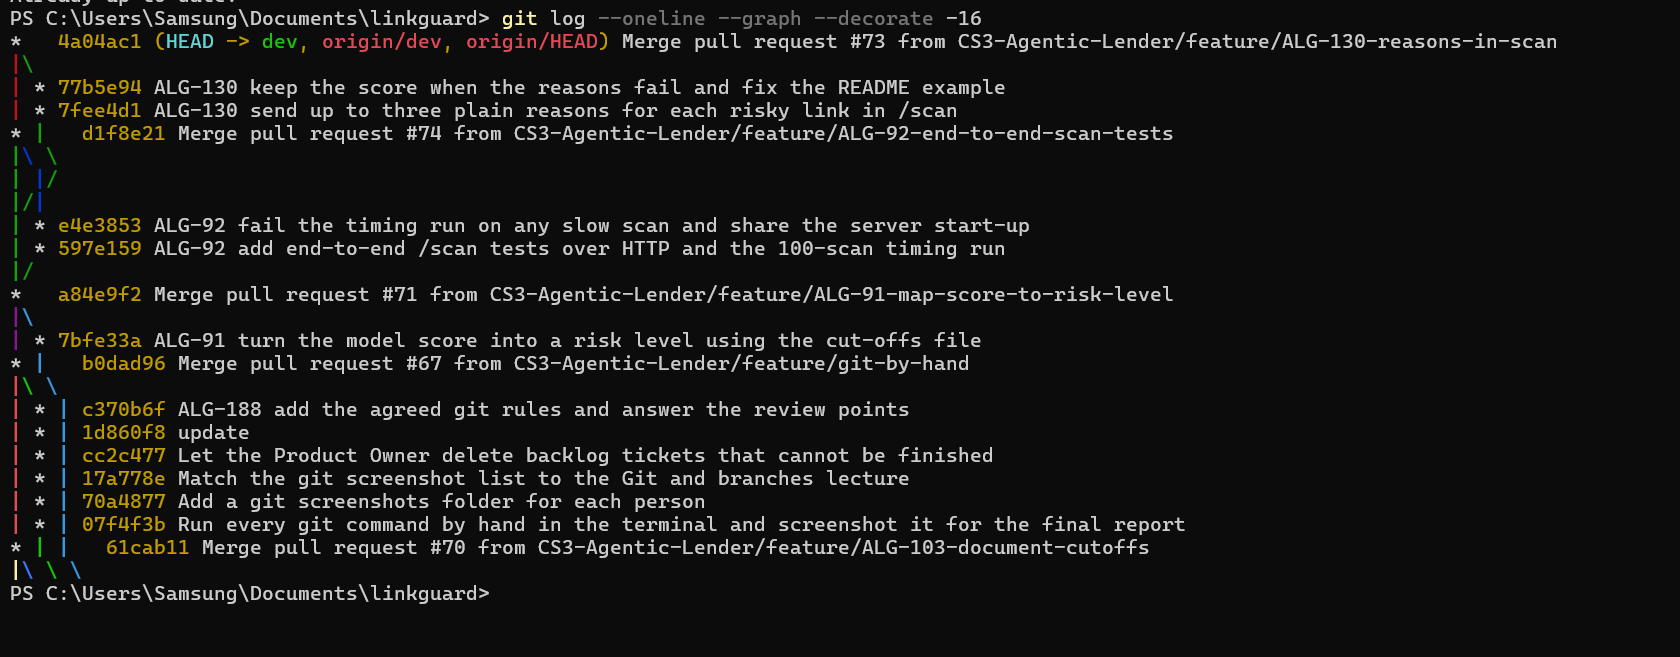 Already up to date.
PS C:\Users\Samsung\Documents\linkguard> git log --oneline --graph --decorate -16
*   4a04ac1 (HEAD -> dev, origin/dev, origin/HEAD) Merge pull request #73 from CS3-Agentic-Lender/feature/ALG-130-reasons-in-scan
|\
| * 77b5e94 ALG-130 keep the score when the reasons fail and fix the README example
| * 7fee4d1 ALG-130 send up to three plain reasons for each risky link in /scan
* |   d1f8e21 Merge pull request #74 from CS3-Agentic-Lender/feature/ALG-92-end-to-end-scan-tests
|\ \
| |/
|/|
| * e4e3853 ALG-92 fail the timing run on any slow scan and share the server start-up
| * 597e159 ALG-92 add end-to-end /scan tests over HTTP and the 100-scan timing run
|/
*   a84e9f2 Merge pull request #71 from CS3-Agentic-Lender/feature/ALG-91-map-score-to-risk-level
|\
| * 7bfe33a ALG-91 turn the model score into a risk level using the cut-offs file
* |   b0dad96 Merge pull request #67 from CS3-Agentic-Lender/feature/git-by-hand
|\ \
| * | c370b6f ALG-188 add the agreed git rules and answer the review points
| * | 1d860f8 update
| * | cc2c477 Let the Product Owner delete backlog tickets that cannot be finished
| * | 17a778e Match the git screenshot list to the Git and branches lecture
| * | 70a4877 Add a git screenshots folder for each person
| * | 07f4f3b Run every git command by hand in the terminal and screenshot it for the final report
* | |   61cab11 Merge pull request #70 from CS3-Agentic-Lender/feature/ALG-103-document-cutoffs
|\ \ \
PS C:\Users\Samsung\Documents\linkguard>